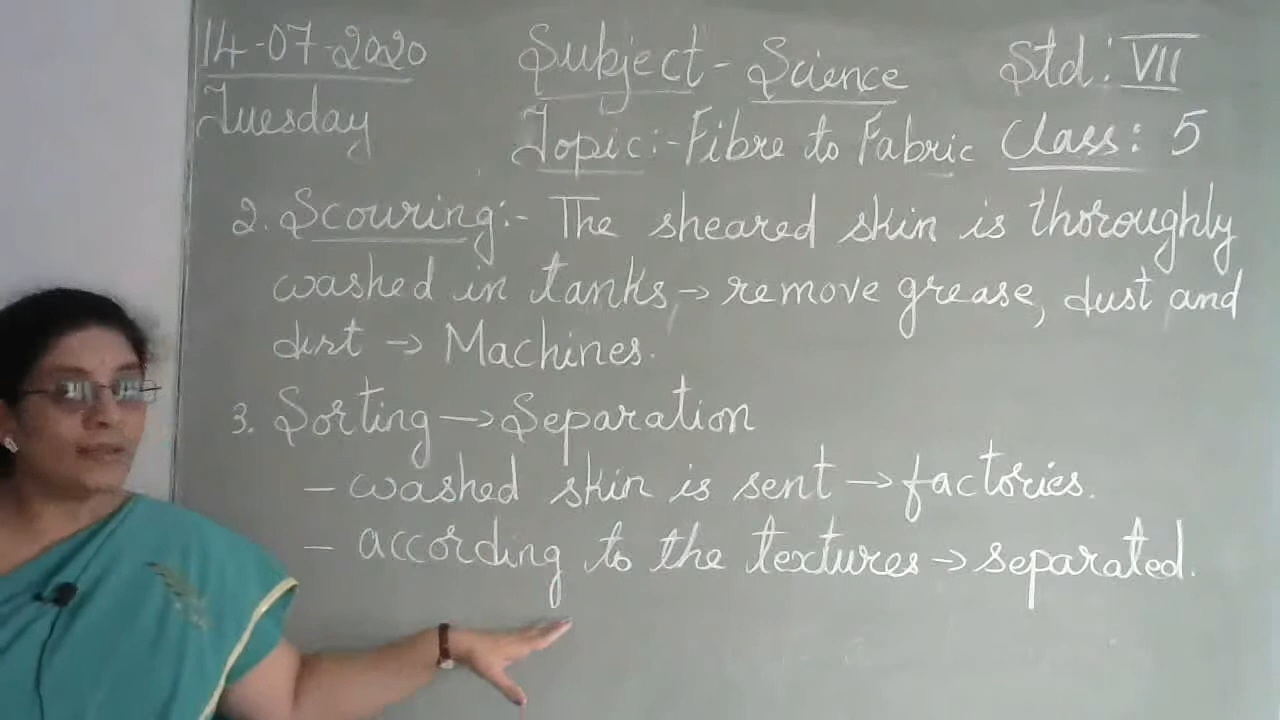 14-07-2020 Subject - Science Std: VII
Tuesday Topic:- Fibre to Fabric Class: 5
2. Scouring:- The sheared skin is thoroughly
washed in tanks, → remove grease, dust and
dirt → Machines.
3. Sorting → Separation
- washed skin is sent → factories.
- according to the textures → separated.